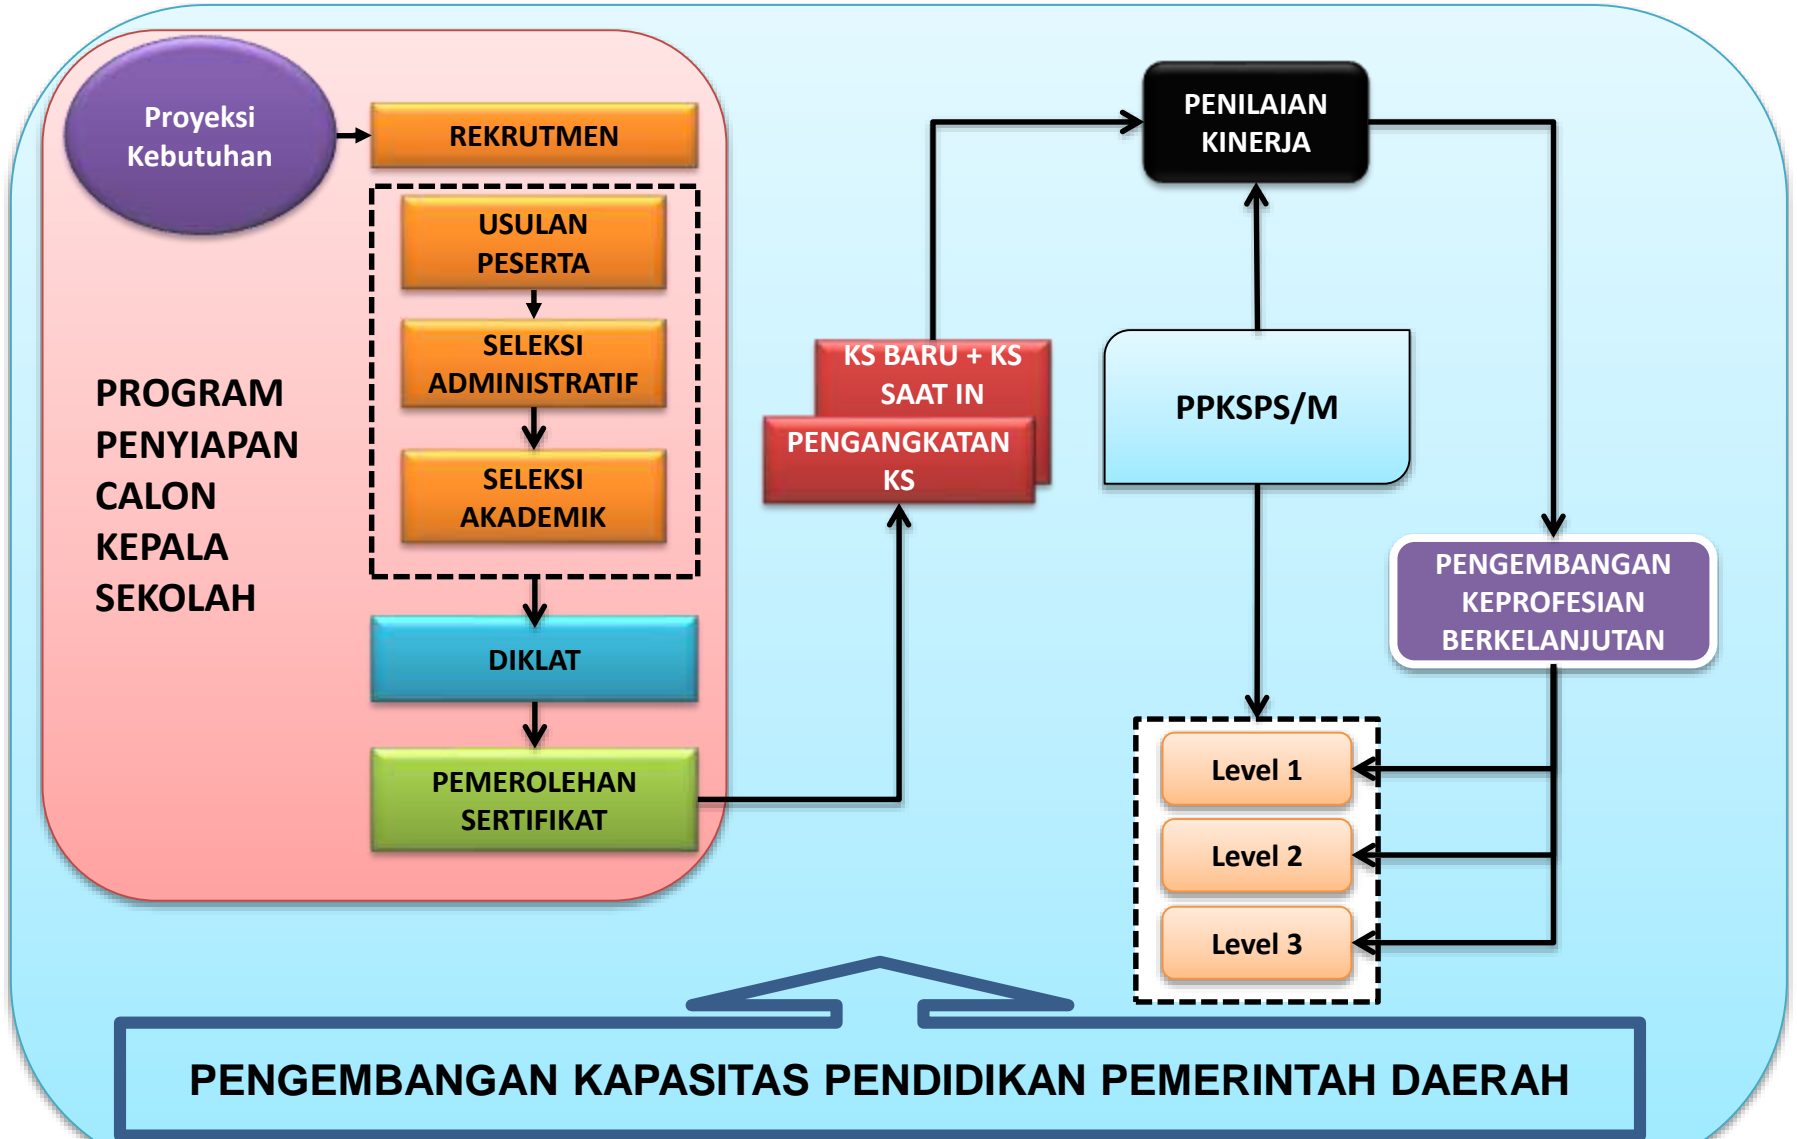 Proyeksi
Kebutuhan
REKRUTMEN
USULAN
PESERTA
SELEKSI
ADMINISTRATIF
SELEKSI
AKADEMIK
PROGRAM
PENYIAPAN
CALON
KEPALA
SEKOLAH
DIKLAT
PEMEROLEHAN
SERTIFIKAT
KS BARU + KS
SAAT IN
PENGANGKATAN
KS
PENILAIAN
KINERJA
PPKSPS/M
PENGEMBANGAN
KEPROFESIAN
BERKELANJUTAN
Level 1
Level 2
Level 3
PENGEMBANGAN KAPASITAS PENDIDIKAN PEMERINTAH DAERAH